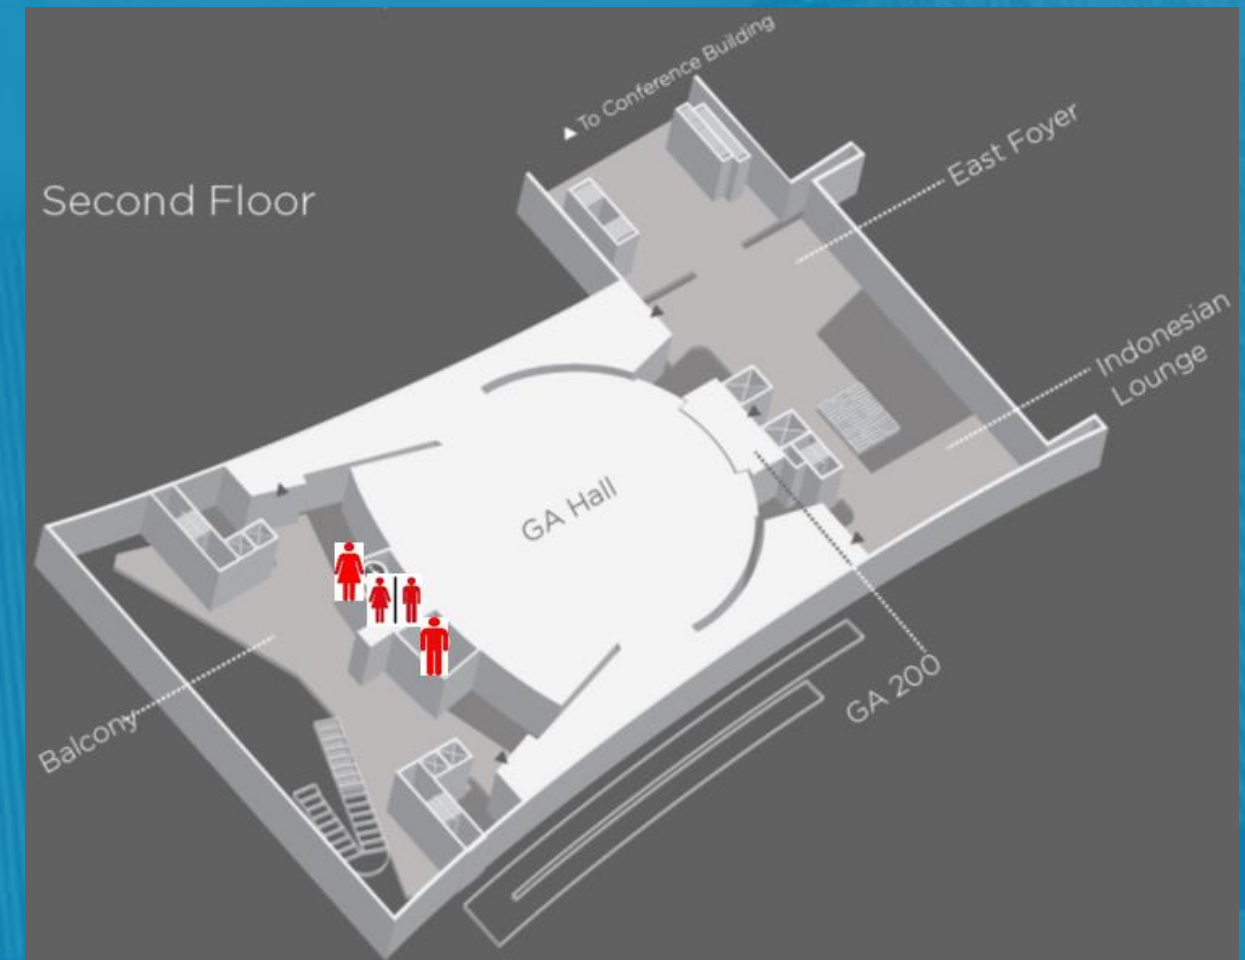 ▲ To Conference Building
Second Floor
East Foyer
Indonesian
Lounge
GA Hall
GA 200
Balcony